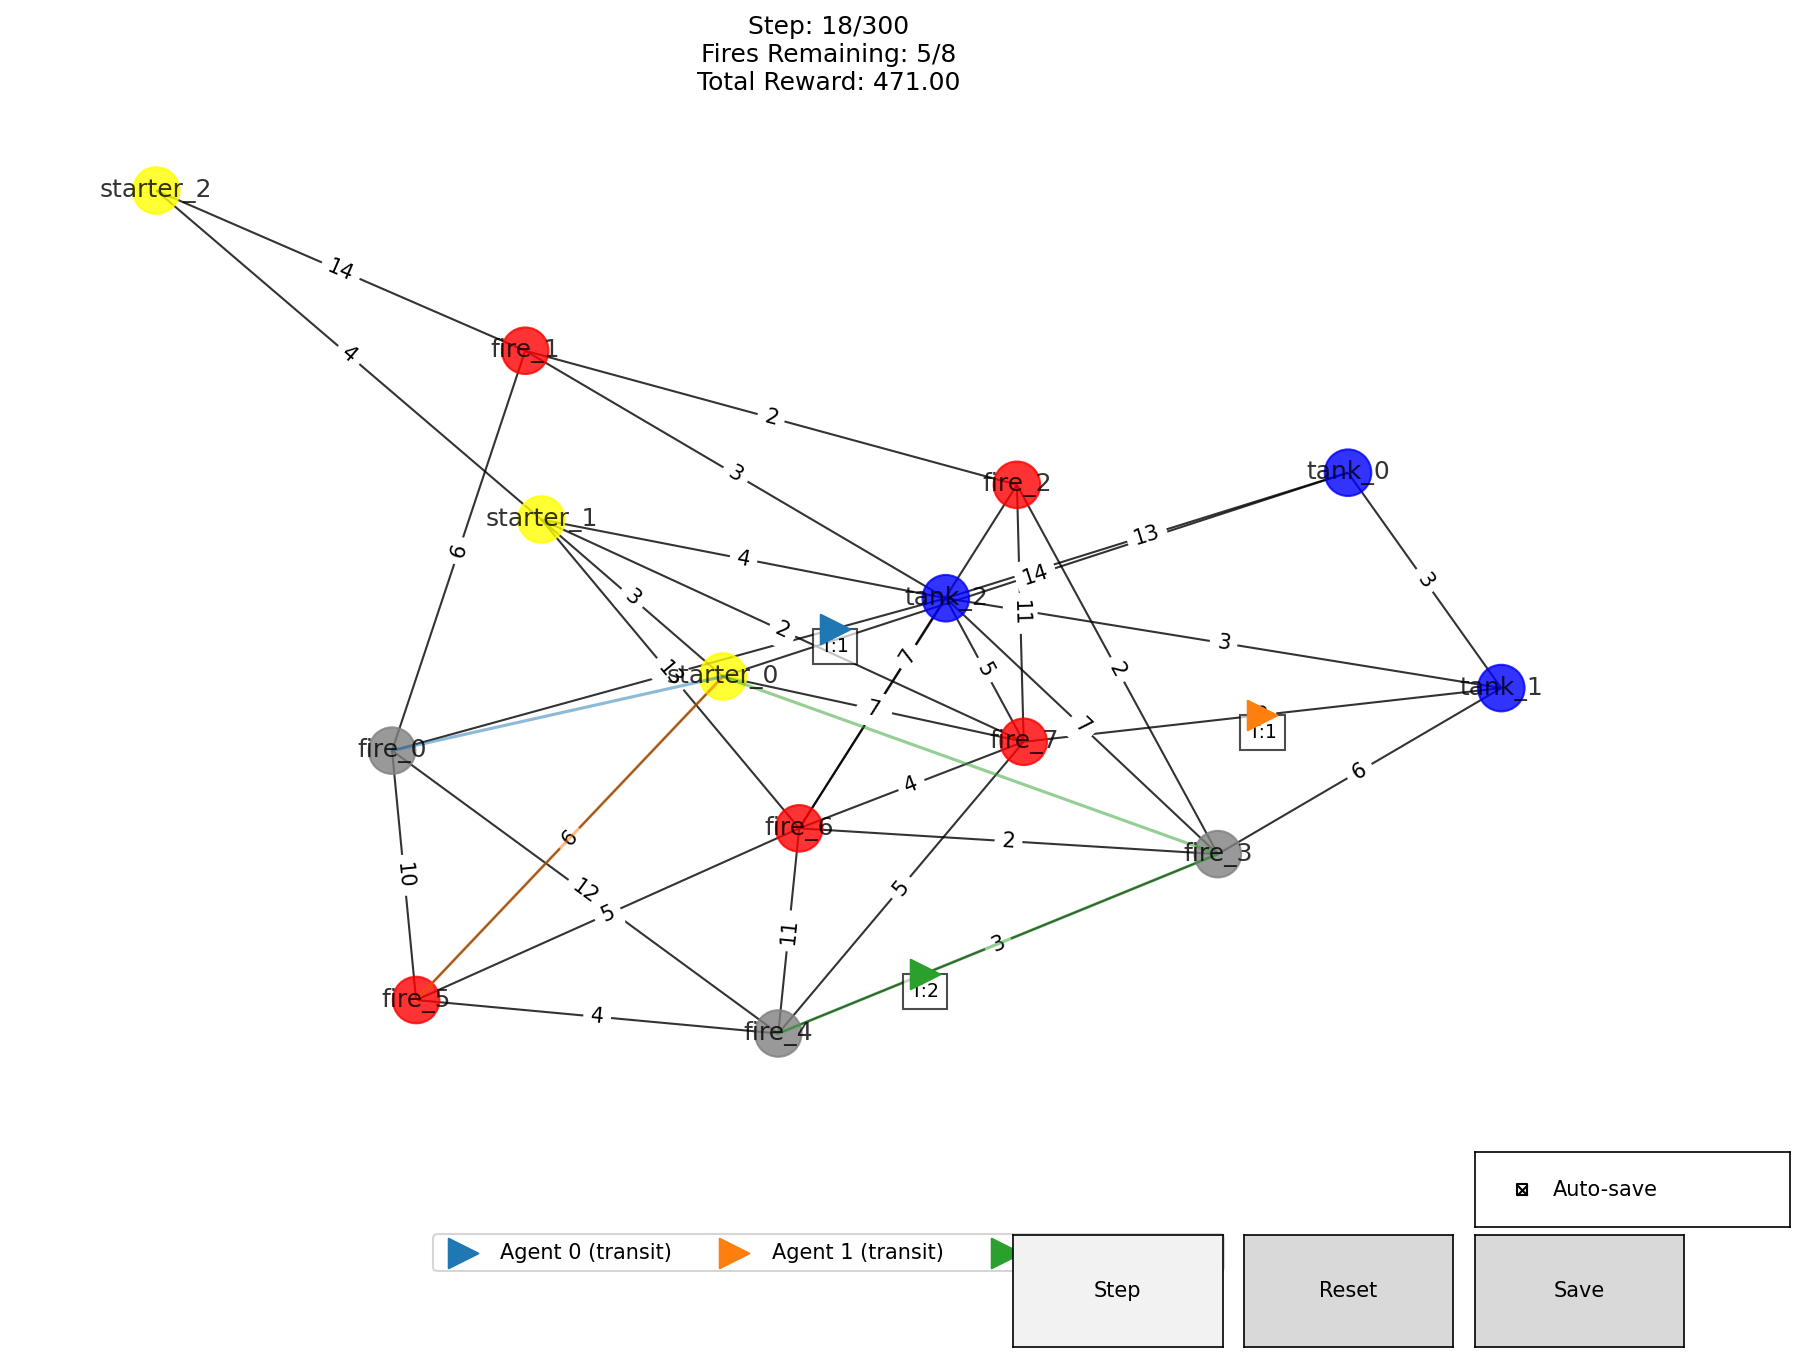 Step: 18/300
Fires Remaining: 5/8
Total Reward: 471.00
starter_2
14
4
fire_1
2
3
fire_2
tank_0
starter_1
4
13
6
14
3
3
11
tank_2
2
3
T:1
7
5
2
starter_0
7
7
tank_1
T:1
fire_0
fire_7
6
4
fire_6
2
fire_3
6
10
12
5
5
11
3
T:2
fire_5
4
fire_4
Auto-save
Agent 0 (transit)
Agent 1 (transit)
Step
Reset
Save